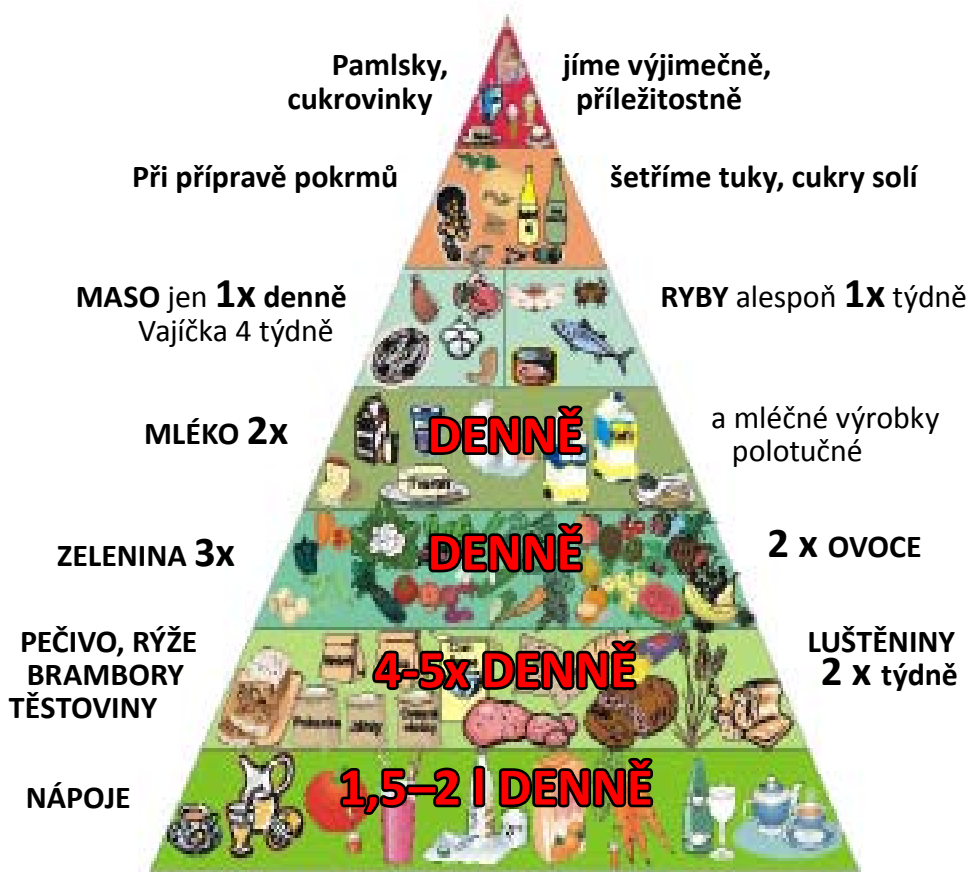 Pamlsky, jíme výjimečně,
cukrovinky příležitostně
Při přípravě pokrmů šetříme tuky, cukry solí
MASO jen 1x denně RYBY alespoň 1x týdně
Vajíčka 4 týdně
MLÉKO 2x DENNĚ a mléčné výrobky
polotučné
ZELENINA 3x DENNĚ 2 x OVOCE
PEČIVO, RÝŽE LUŠTĚNINY
BRAMBORY 4-5x DENNĚ 2 x týdně
TĚSTOVINY
NÁPOJE 1,5–2 l DENNĚ